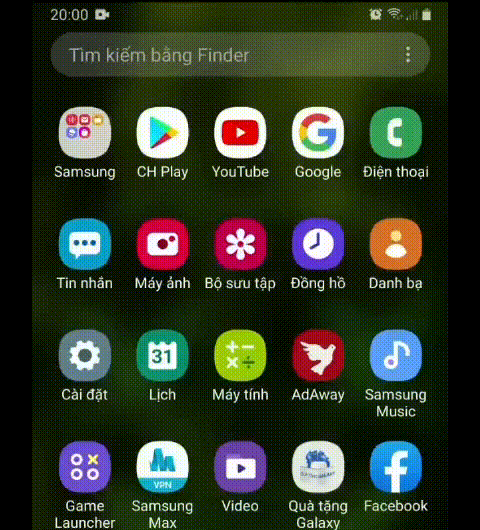 20:00
Tìm kiếm bằng Finder
Samsung CH Play YouTube Google Điện thoại
Tin nhắn Máy ảnh Bộ sưu tập Đồng hồ Danh bạ
31
Cài đặt Lịch Máy tính AdAway Samsung Music
VPN
Game Launcher Samsung Max Video Quà tặng Galaxy Facebook